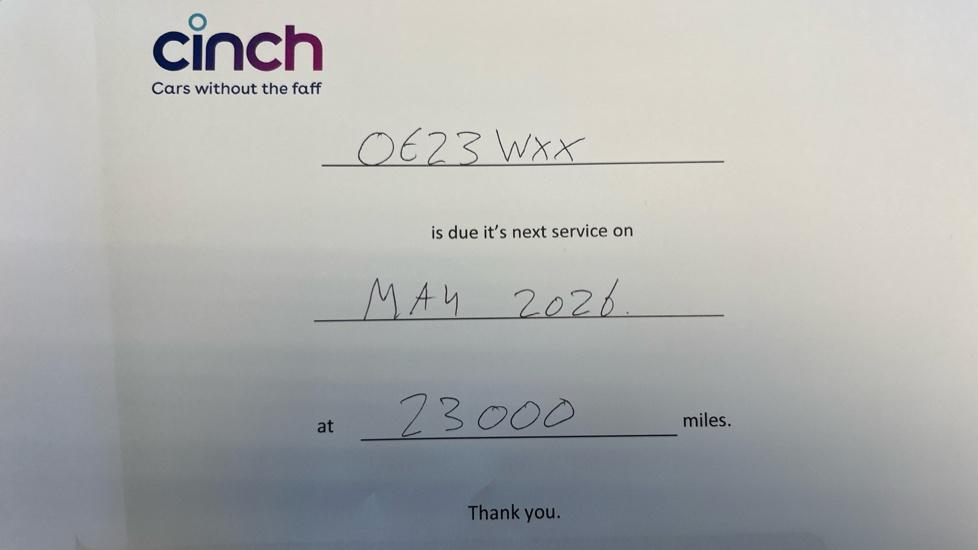 cinch
Cars without the faff
OE23 WXX
is due it's next service on
MAY 2026.
at 23000 miles.
Thank you.